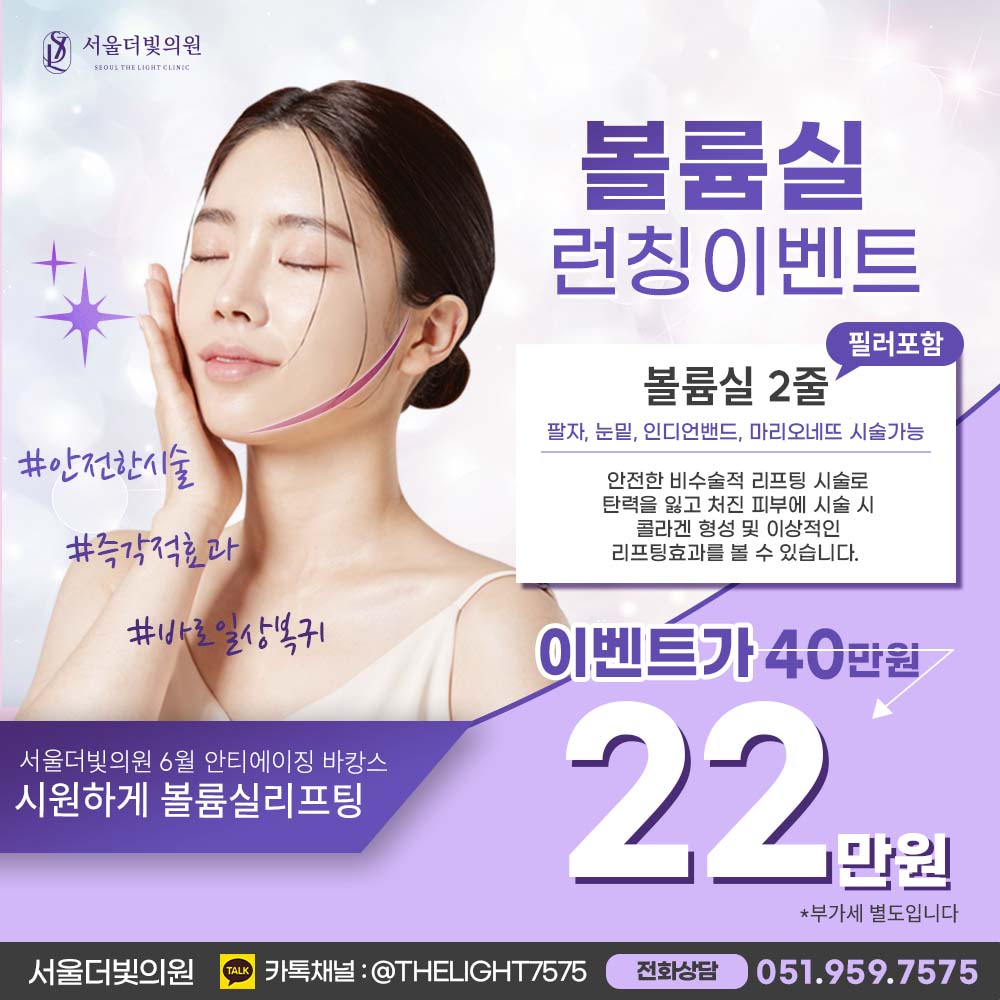 서울더빛의원
SEOUL THE LIGHT CLINIC
볼륨실
런칭이벤트
필러포함
볼륨실 2줄
팔자, 눈밑, 인디언밴드, 마리오네뜨 시술가능
안전한 비수술적 리프팅 시술로
탄력을 잃고 처진 피부에 시술 시
콜라겐 형성 및 이상적인
리프팅효과를 볼 수 있습니다.
#안전한시술
#즉각적효과
#바로일상복귀
이벤트가 40만원
22만원
*부가세 별도입니다
서울더빛의원 6월 안티에이징 바캉스
시원하게 볼륨실리프팅
서울더빛의원 TALK 카톡채널 : @THELIGHT7575 전화상담 051.959.7575